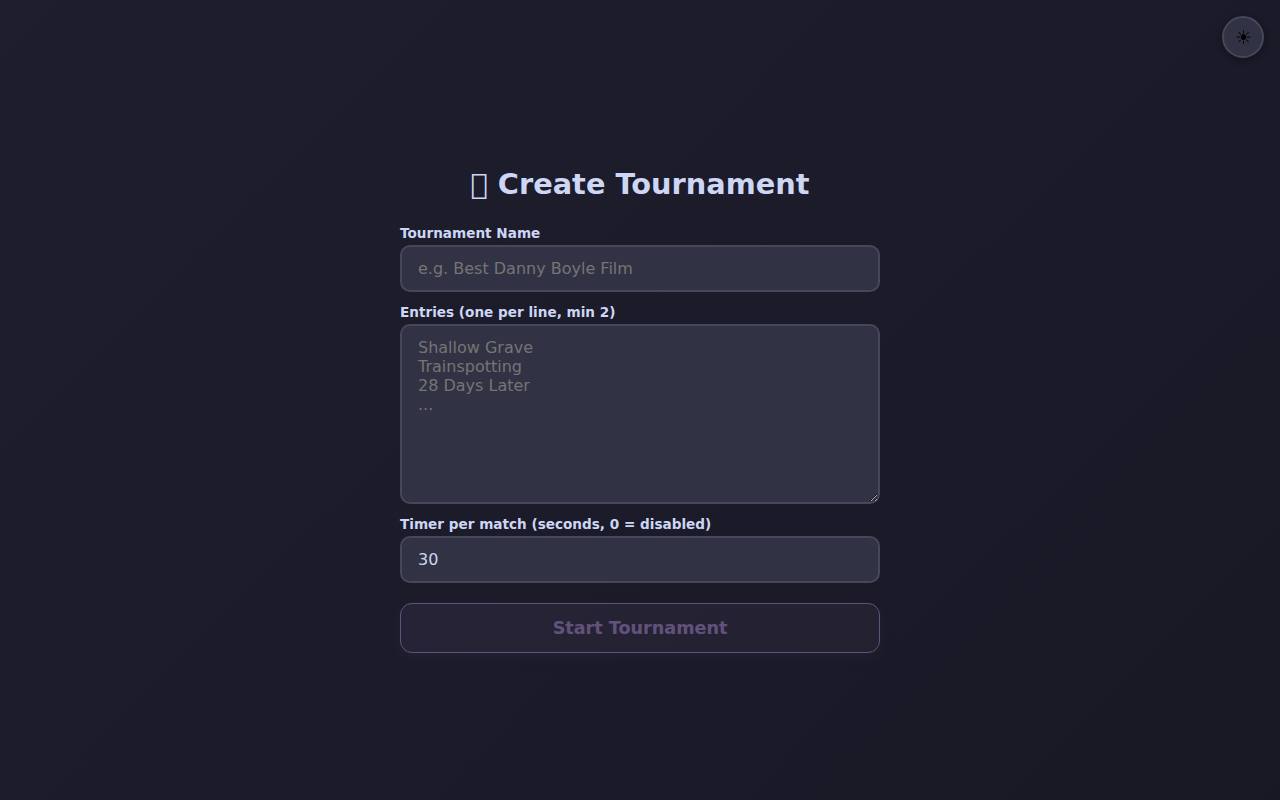 Create Tournament
Tournament Name
e.g. Best Danny Boyle Film
Entries (one per line, min 2)
Shallow Grave
Trainspotting
28 Days Later
...
Timer per match (seconds, 0 = disabled)
30
Start Tournament